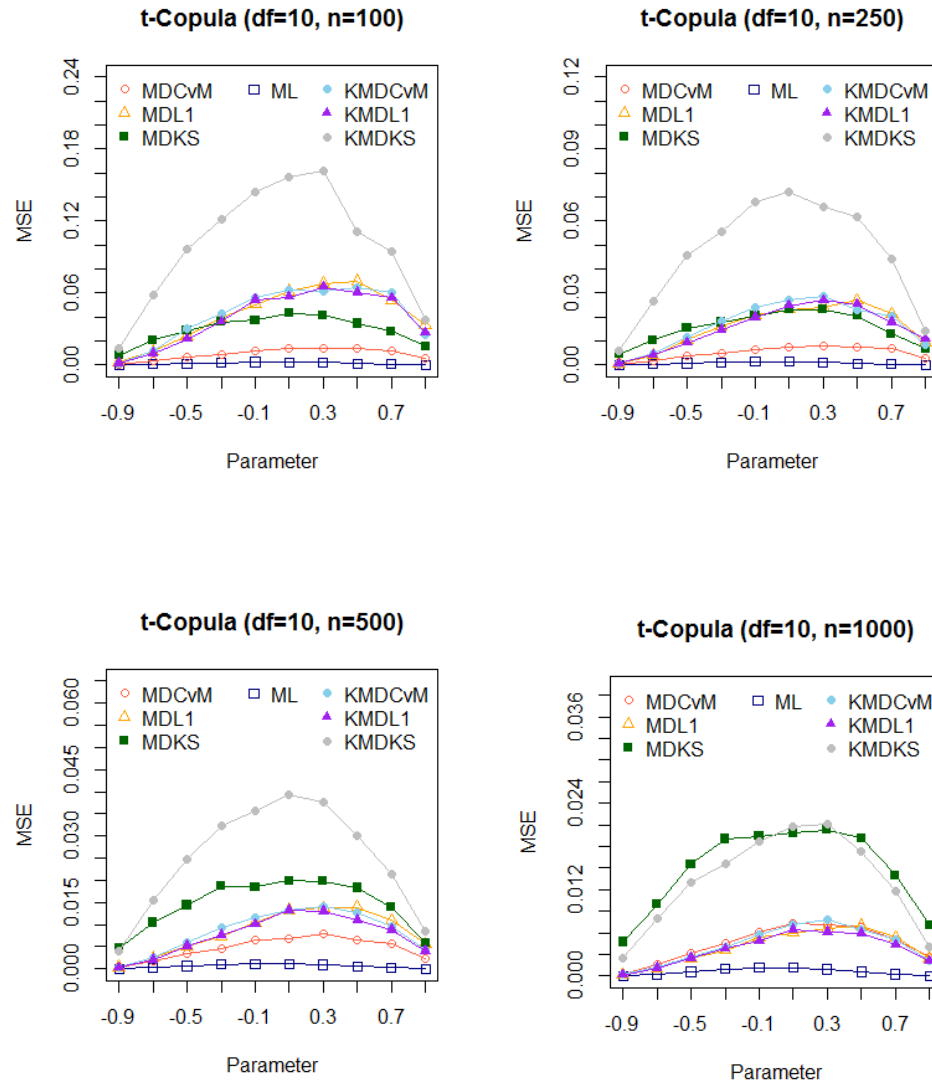 t-Copula (df=10, n=100)
MSE
0.00 0.06 0.12 0.18 0.24
MDCvM ML KMDCvM
MDL1 KMDL1
MDKS KMDKS
-0.9 -0.5 -0.1 0.3 0.7
Parameter
t-Copula (df=10, n=250)
MSE
0.00 0.03 0.06 0.09 0.12
MDCvM ML KMDCvM
MDL1 KMDL1
MDKS KMDKS
-0.9 -0.5 -0.1 0.3 0.7
Parameter
t-Copula (df=10, n=500)
MSE
0.000 0.015 0.030 0.045 0.060
MDCvM ML KMDCvM
MDL1 KMDL1
MDKS KMDKS
-0.9 -0.5 -0.1 0.3 0.7
Parameter
t-Copula (df=10, n=1000)
MSE
0.000 0.012 0.024 0.036
MDCvM ML KMDCvM
MDL1 KMDL1
MDKS KMDKS
-0.9 -0.5 -0.1 0.3 0.7
Parameter